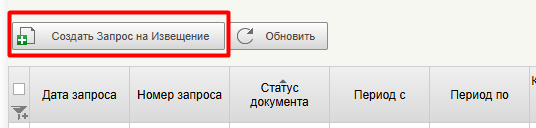 Создать Запрос на Извещение
Обновить
Дата запроса
Номер запроса
Статус
документа
Период с
Период по
К